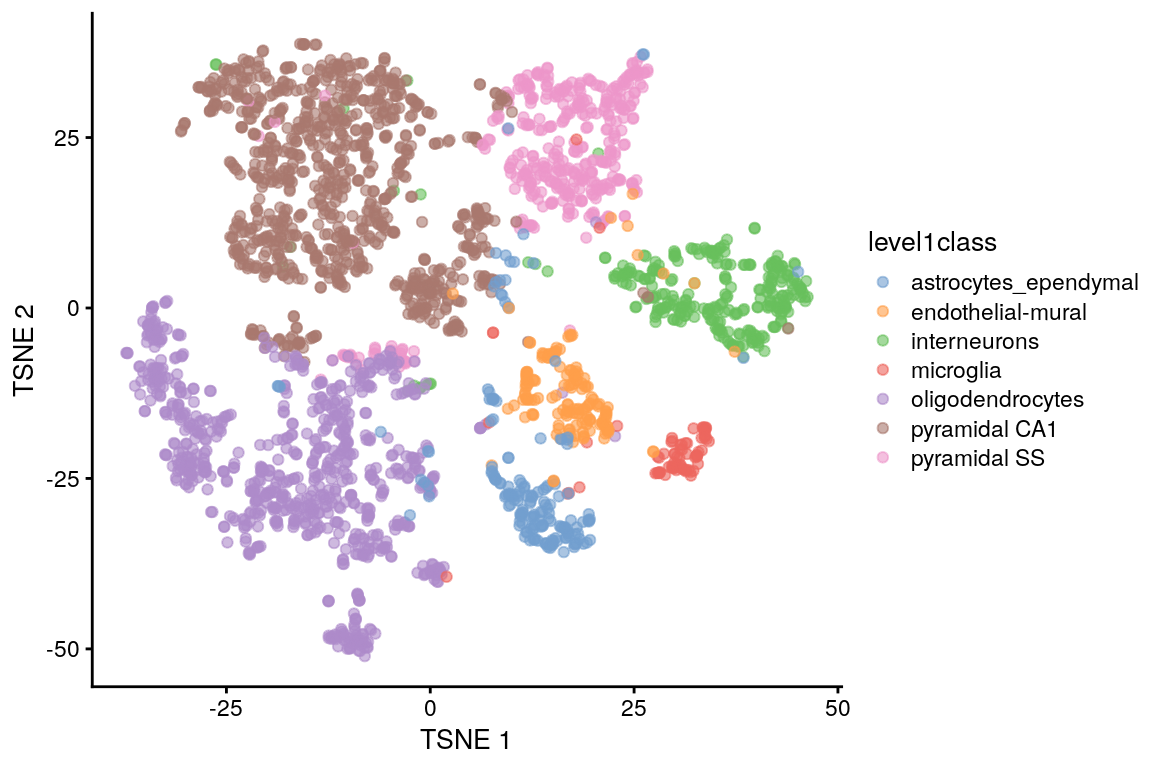 TSNE 2
25
0
-25
-50
-25
0
25
50
TSNE 1
level1class
astrocytes_ependymal
endothelial-mural
interneurons
microglia
oligodendrocytes
pyramidal CA1
pyramidal SS